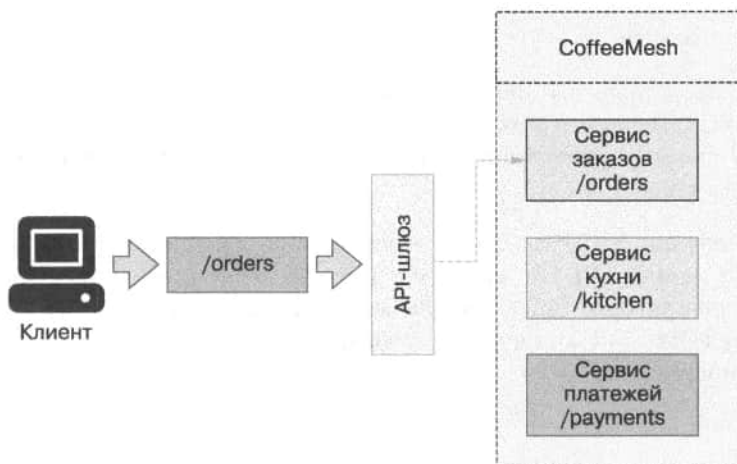 CoffeeMesh
Сервис
заказов
/orders
/orders
API-шлюз
Сервис
кухни
/kitchen
Клиент
Сервис
платежей
/payments